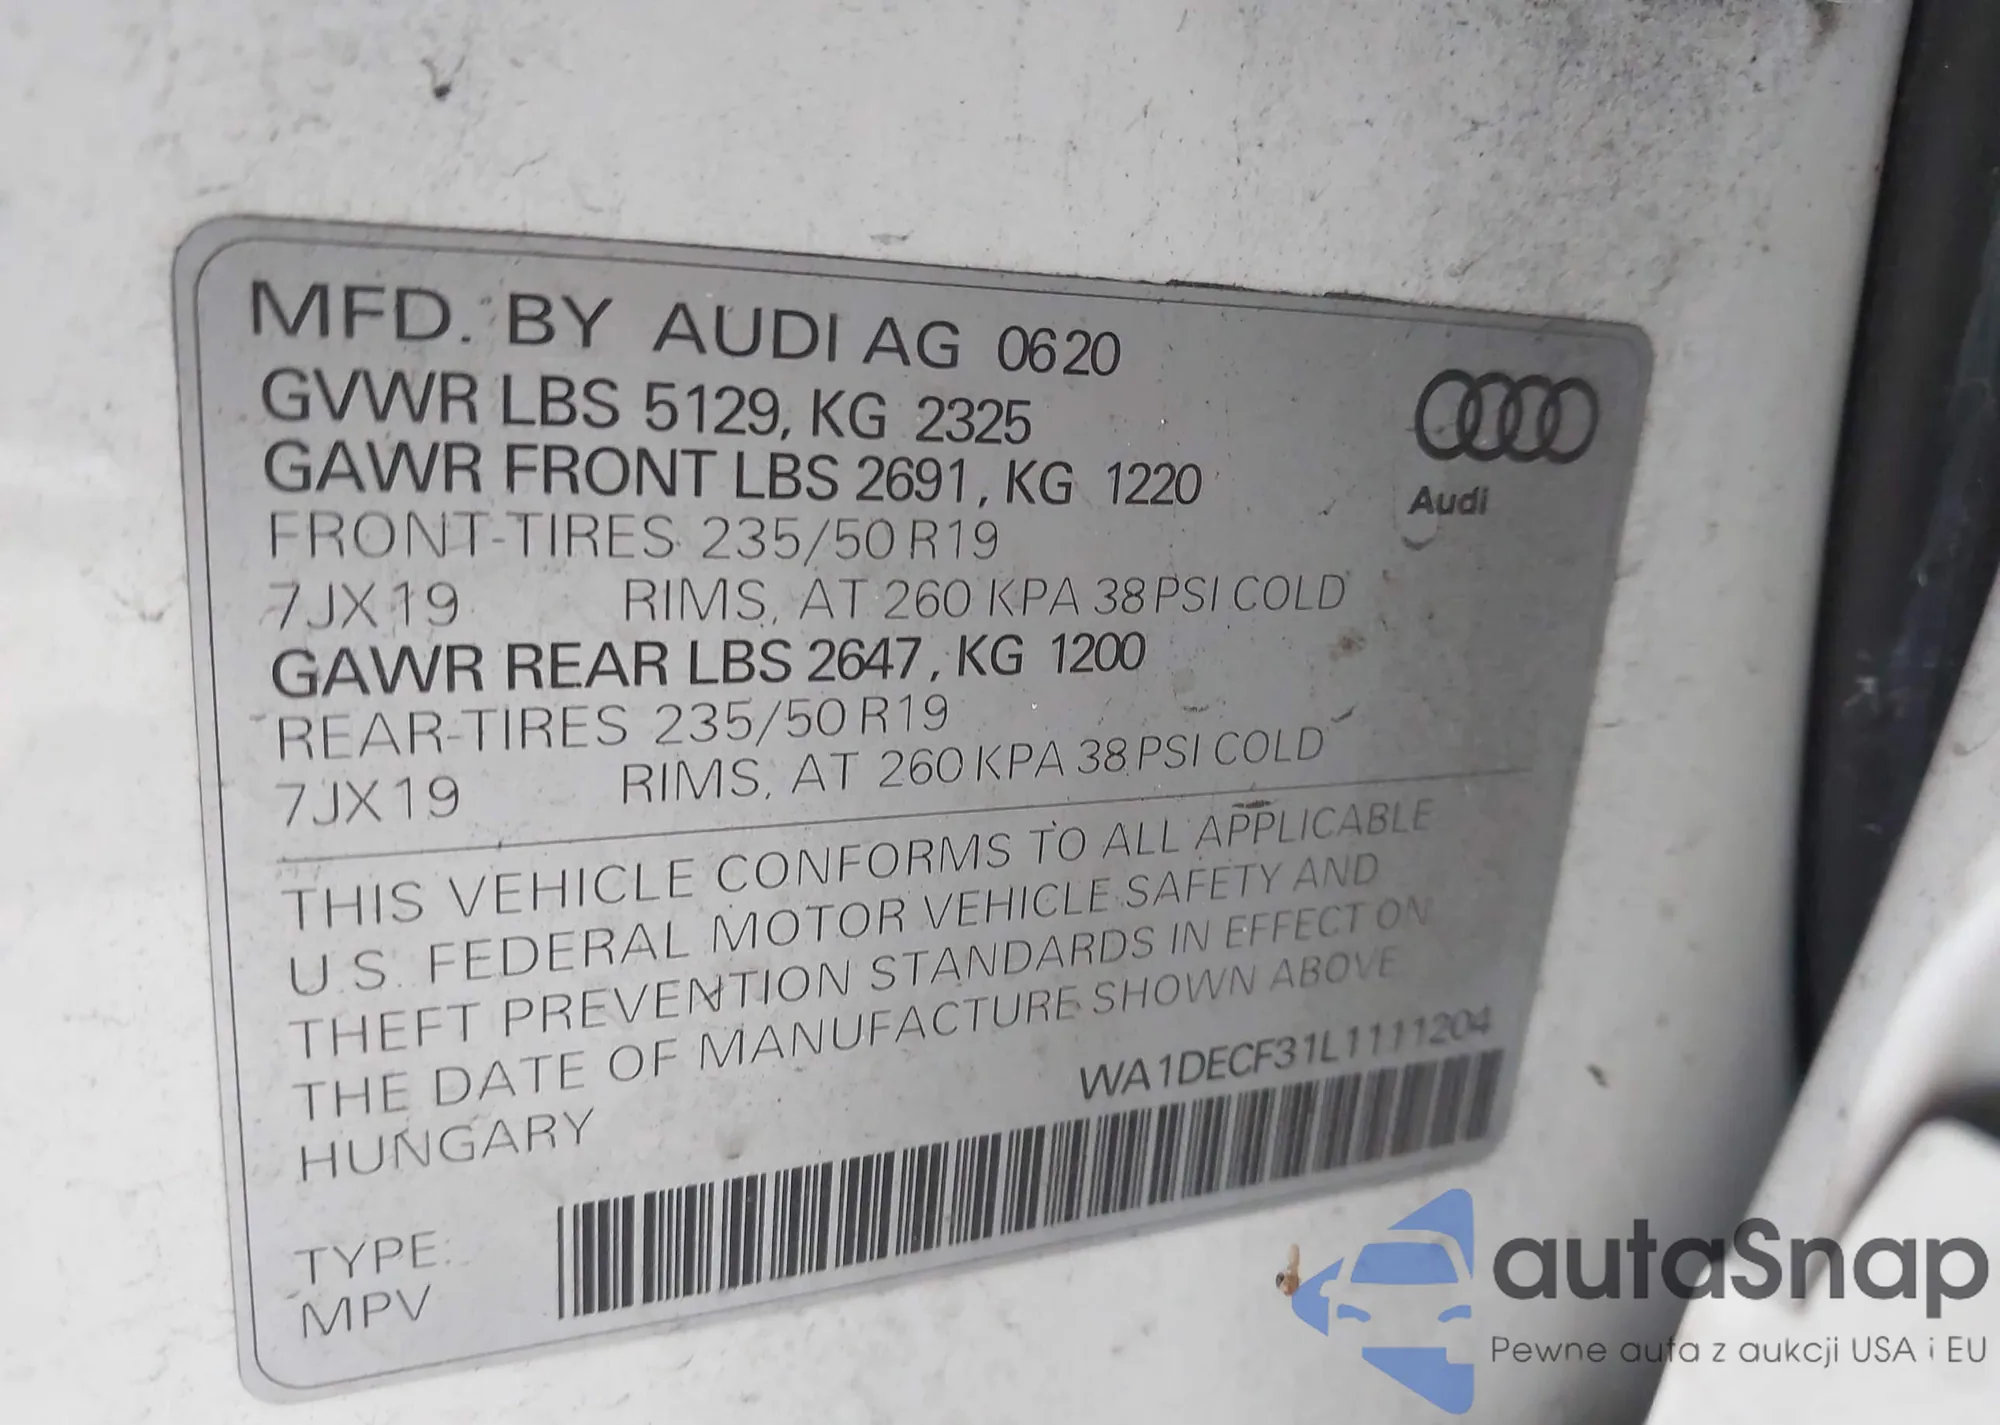 MFD. BY AUDI AG 0620
GVWR LBS 5129, KG 2325
GAWR FRONT LBS 2691, KG 1220
FRONT-TIRES 235/50 R19
7JX19 RIMS, AT 260 KPA 38 PSI COLD
GAWR REAR LBS 2647, KG 1200
REAR-TIRES 235/50 R19
7JX19 RIMS, AT 260 KPA 38 PSI COLD
Audi
THIS VEHICLE CONFORMS TO ALL APPLICABLE
U.S. FEDERAL MOTOR VEHICLE SAFETY AND
THEFT PREVENTION STANDARDS IN EFFECT ON
THE DATE OF MANUFACTURE SHOWN ABOVE
HUNGARY
WA1DECF31L1111204
TYPE:
MPV
autaSnap
Pewne auta z aukcji USA i EU